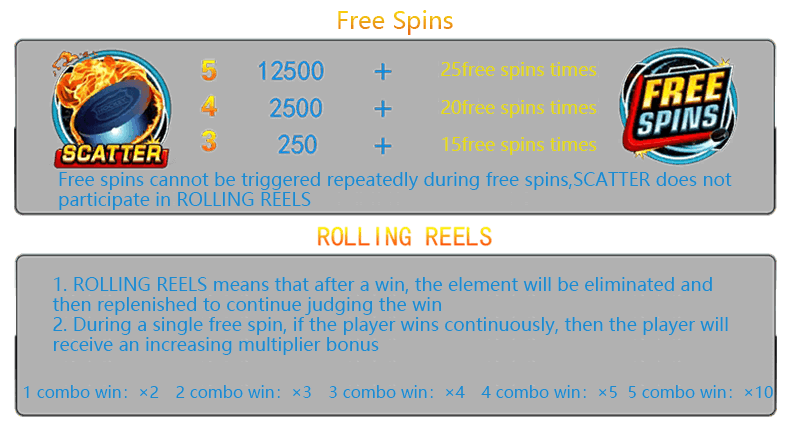 Free Spins
5 12500 + 25free spins times
4 2500 + 20free spins times
3 250 + 15free spins times
SCATTER
FREE
SPINS
Free spins cannot be triggered repeatedly during free spins,SCATTER does not
participate in ROLLING REELS
ROLLING REELS
1. ROLLING REELS means that after a win, the element will be eliminated and
then replenished to continue judging the win
2. During a single free spin, if the player wins continuously, then the player will
receive an increasing multiplier bonus
1 combo win：×2 2 combo win：×3 3 combo win：×4 4 combo win：×5 5 combo win：×10